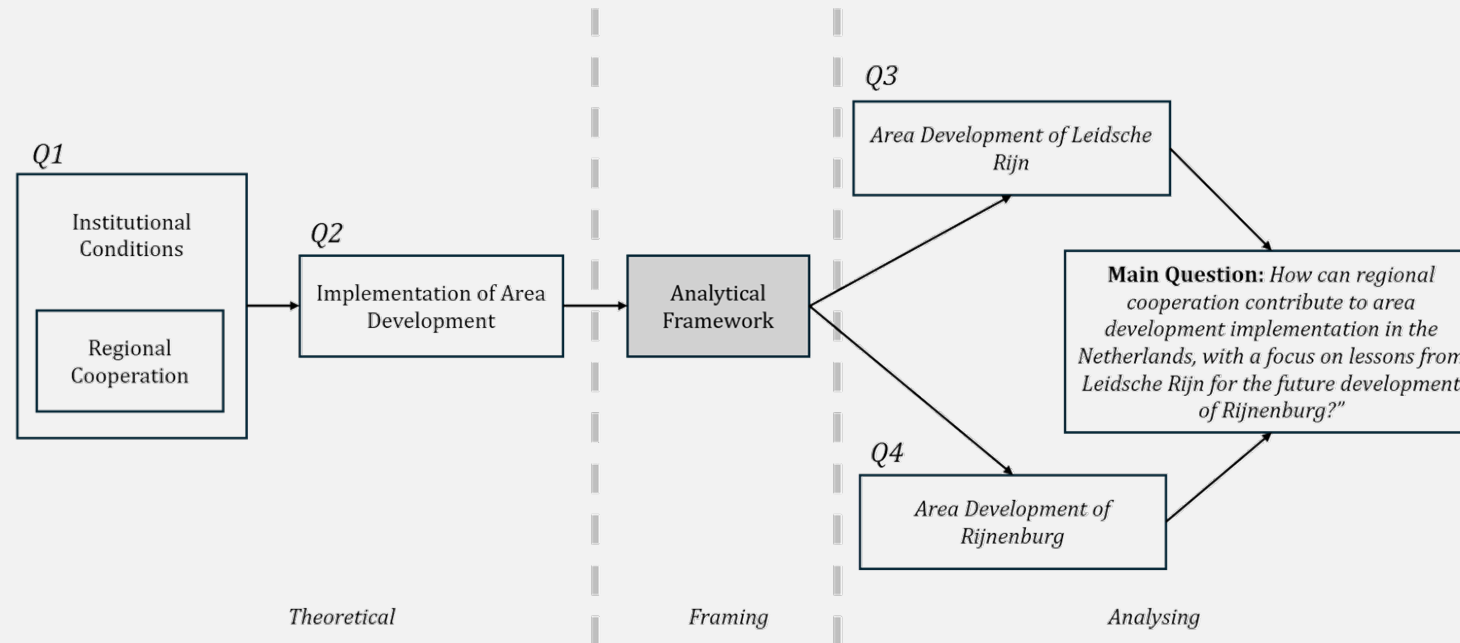 Q1
Institutional
Conditions
Regional
Cooperation
Q2
Implementation of Area
Development
Analytical
Framework
Q3
Area Development of Leidsche
Rijn
Q4
Area Development of
Rijnenburg
Main Question: How can regional
cooperation contribute to area
development implementation in the
Netherlands, with a focus on lessons from
Leidsche Rijn for the future development
of Rijnenburg?”
Theoretical
Framing
Analysing